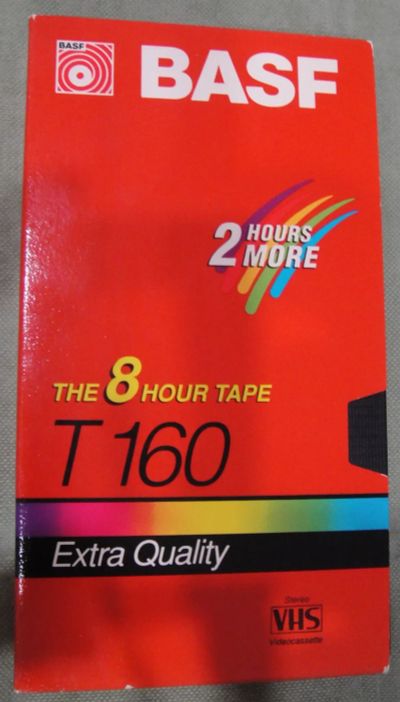 BASF
BASF
2 HOURS MORE
THE 8 HOUR TAPE
T 160
Extra Quality
Stereo
VHS
Videocassette